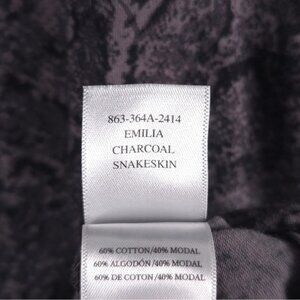 863-364A-2414
EMILIA
CHARCOAL
SNAKESKIN
60% COTTON/40% MODAL
60% ALGODÓN/40% MODAL
60% DE COTON/40% MODAL